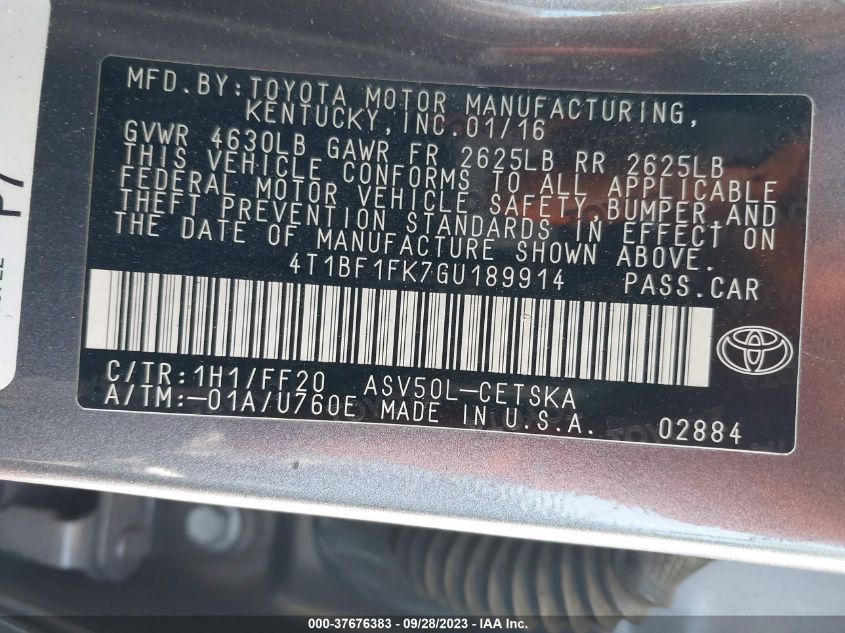 MFD.BY:TOYOTA MOTOR MANUFACTURING,
KENTUCKY,INC.01/16
GVWR 4630LB GAWR FR 2625LB RR 2625LB
THIS VEHICLE CONFORMS TO ALL APPLICABLE
FEDERAL MOTOR VEHICLE SAFETY,BUMPER,AND
THEFT PREVENTION STANDARDS IN EFFECT ON
THE DATE OF MANUFACTURE SHOWN ABOVE.
4T1BF1FK7GU189914 PASS.CAR
C/TR:1H1/FF20 ASV50L-CETSKA
A/TM:-01A/U760E MADE IN U.S.A. 02884
P7
000-37676383 - 09/28/2023 - IAA Inc.